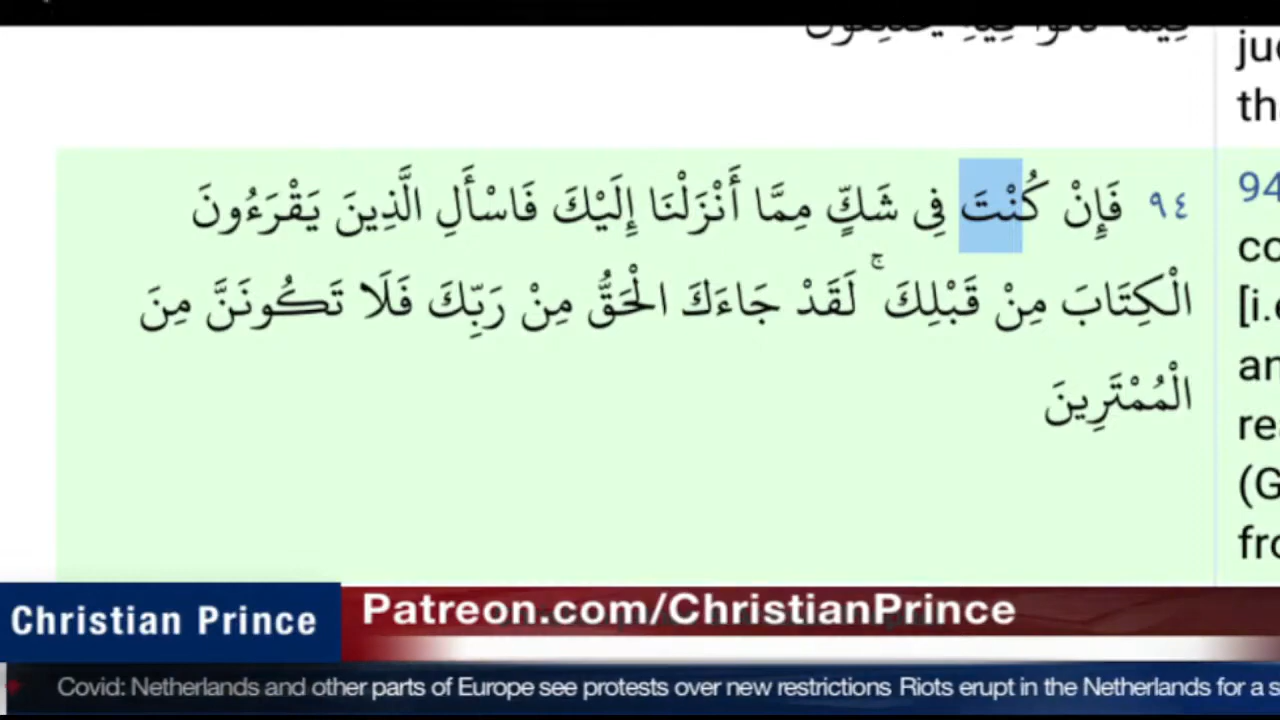 فَإِنْ كُنْتَ فِى شَكٍّ مِمَّا أَنْزَلْنَا إِلَيْكَ فَاسْأَلِ الَّذِينَ يَقْرَءُونَ ٩٤
الْكِتَابَ مِنْ قَبْلِكَ ۚ لَقَدْ جَاءَكَ الْحَقُّ مِنْ رَبِّكَ فَلَا تَكُونَنَّ مِنَ
الْمُمْتَرِينَ
94
[i.e
(G
Christian Prince
Patreon.com/ChristianPrince
Covid: Netherlands and other parts of Europe see protests over new restrictions Riots erupt in the Netherlands for a s